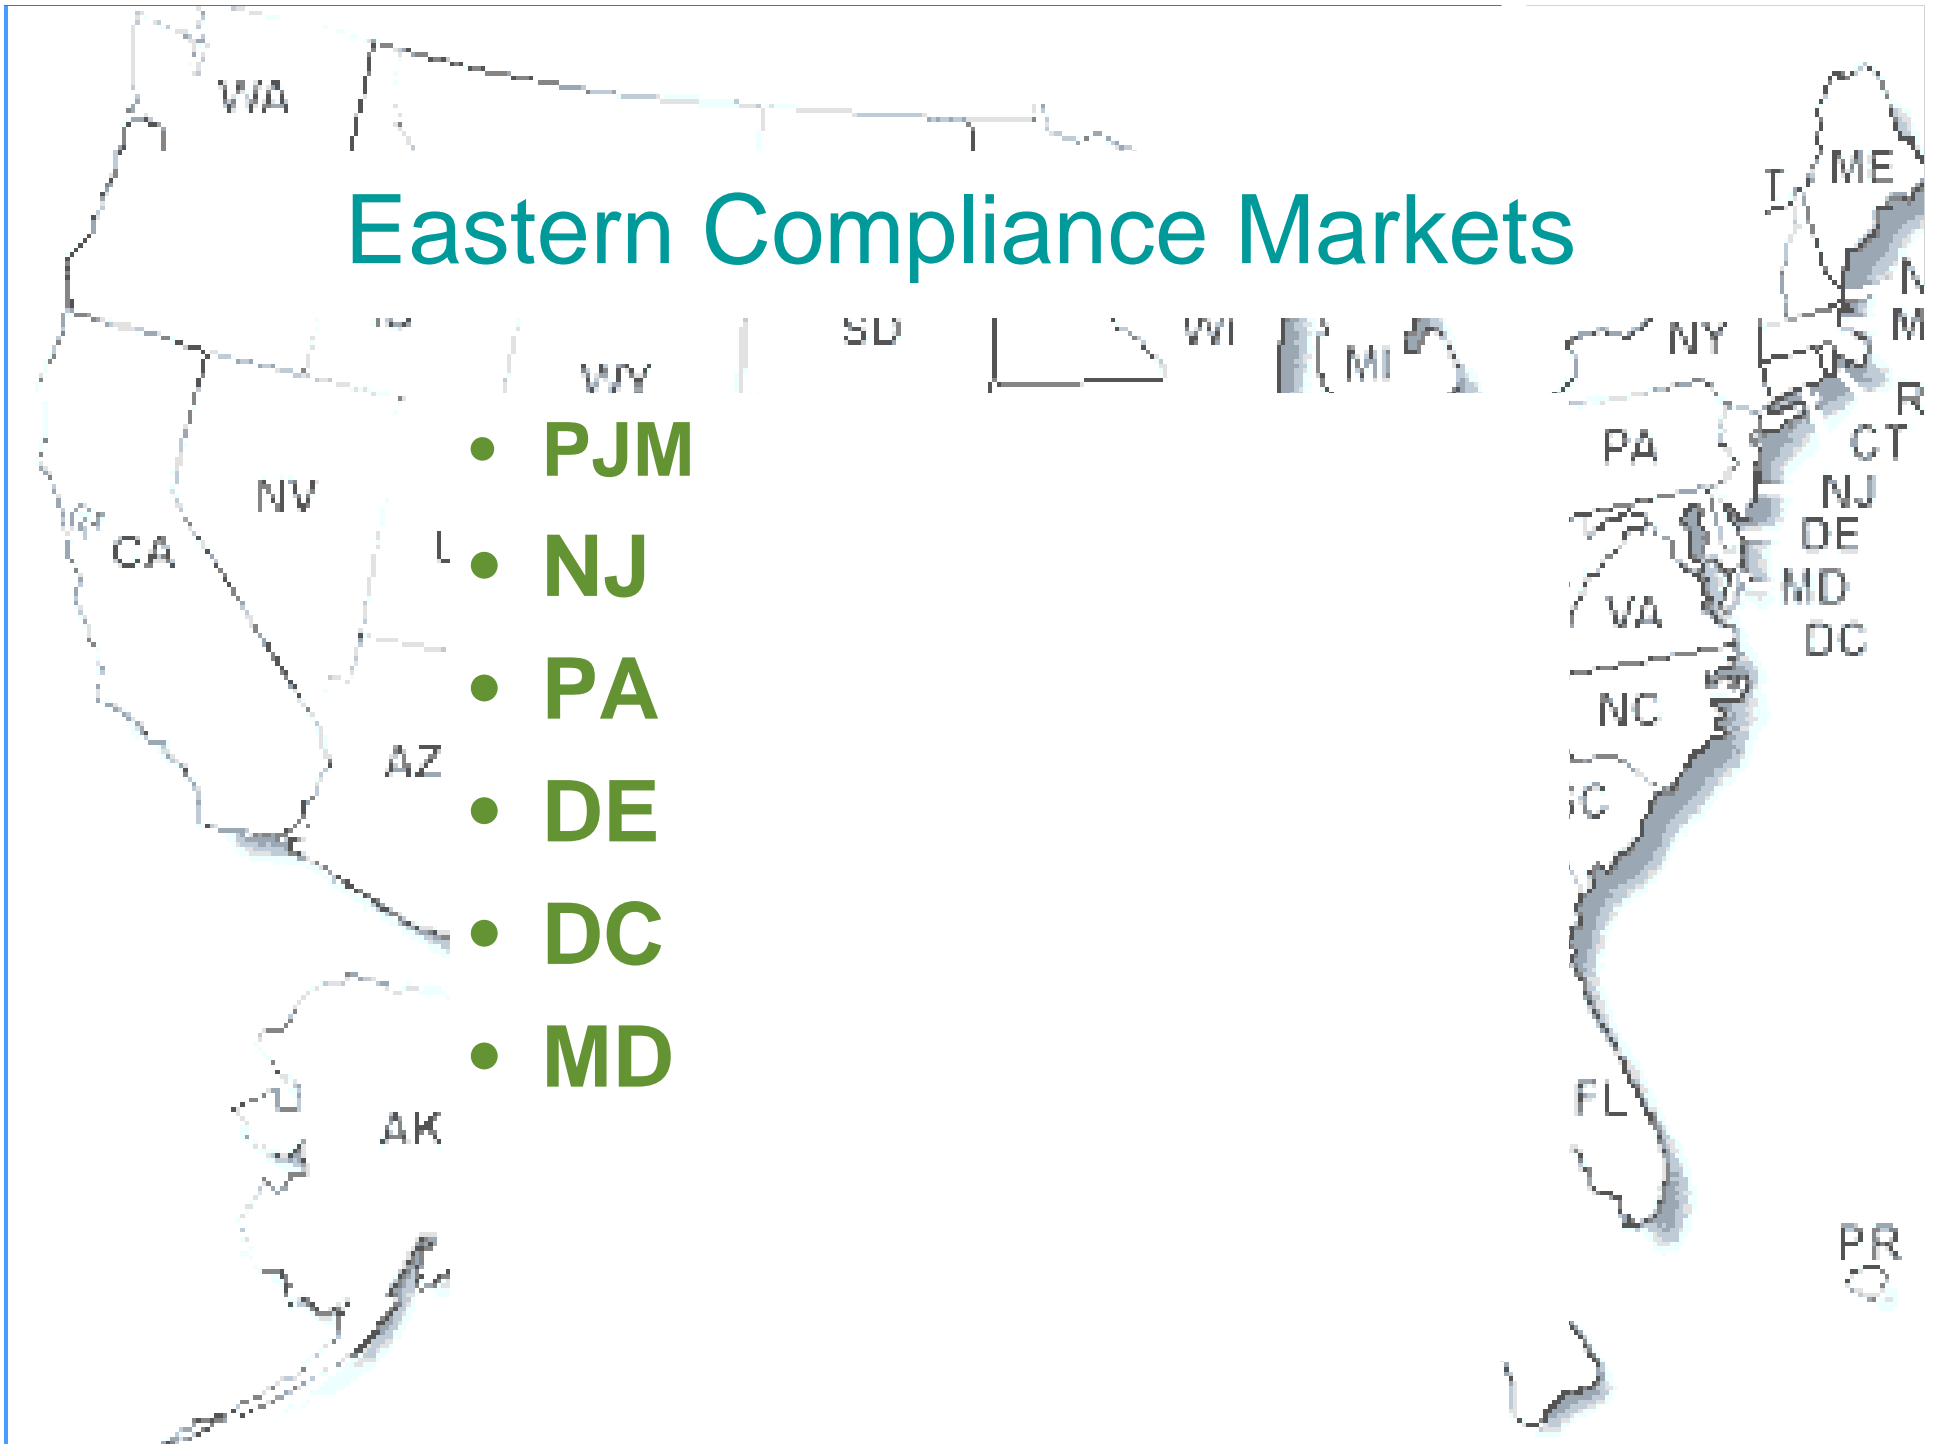 WA
ME
Eastern Compliance Markets
SD
WI
MI
NY
WY
PA
CT
NJ
DE
MD
DC
VA
NC
NV
CA
AZ
AK
FL
PR
• PJM
• NJ
• PA
• DE
• DC
• MD